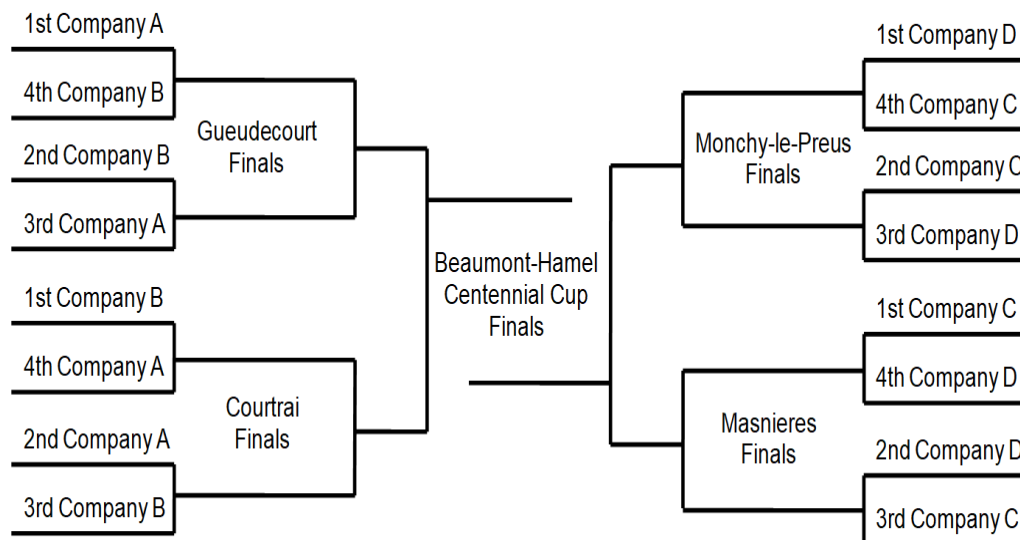 1st Company A
4th Company B
2nd Company B
3rd Company A
1st Company B
4th Company A
2nd Company A
3rd Company B
Gueudecourt
Finals
Courtrai
Finals
Beaumont-Hamel
Centennial Cup
Finals
Monchy-le-Preus
Finals
Masnieres
Finals
1st Company D
4th Company C
2nd Company C
3rd Company D
1st Company C
4th Company D
2nd Company D
3rd Company C